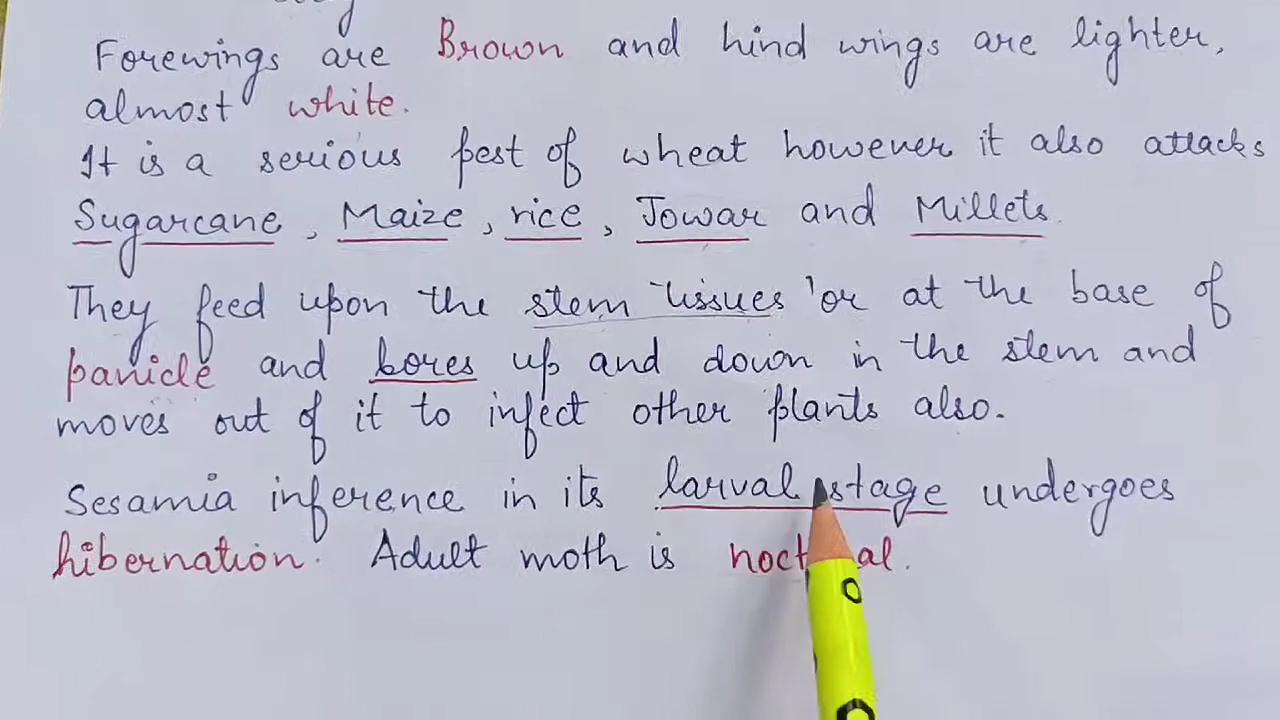 Forewings are Brown and hind wings are lighter,
almost white.
It is a serious pest of wheat however it also attacks
Sugarcane, Maize, rice, Jowar and Millets.
They feed upon the stem tissues or at the base of
panicle and bores up and down in the stem and
moves out of it to infect other plants also.
Sesamia inference in its larval stage undergoes
hibernation. Adult moth is